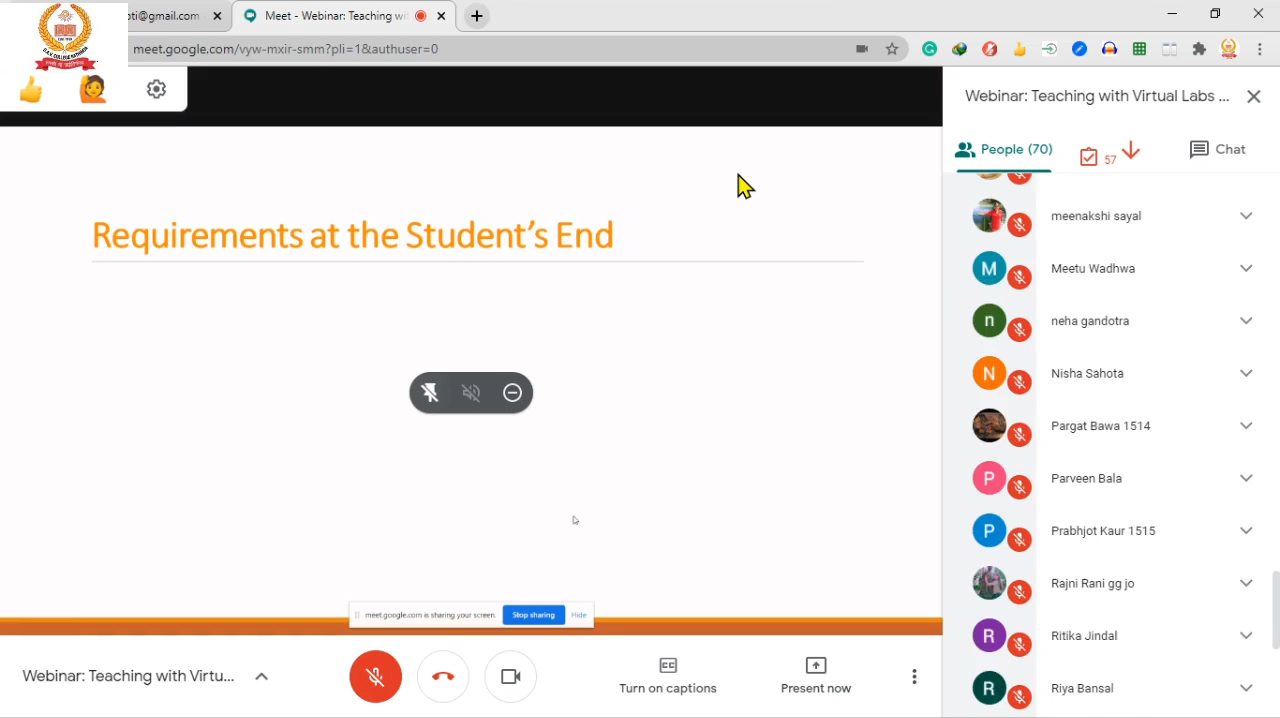 oti@gmail.com
Meet - Webinar: Teaching with
meet.google.com/vyw-mxir-smm?pli=1&authuser=0
Webinar: Teaching with Virtual Labs ...
People (70)
57
Chat
Requirements at the Student's End
meenakshi sayal
M
Meetu Wadhwa
n
neha gandotra
N
Nisha Sahota
Pargat Bawa 1514
P
Parveen Bala
P
Prabhjot Kaur 1515
Rajni Rani gg jo
R
Ritika Jindal
R
Riya Bansal
meet.google.com is sharing your screen.
Stop sharing
Hide
Webinar: Teaching with Virtu...
CC
Turn on captions
Present now